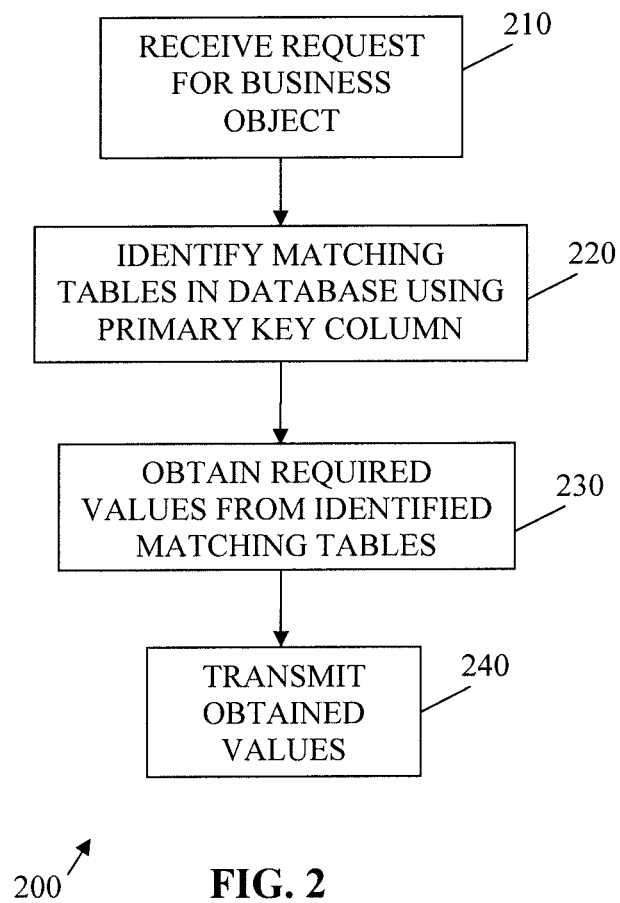 210
RECEIVE REQUEST
FOR BUSINESS
OBJECT
220
IDENTIFY MATCHING
TABLES IN DATABASE USING
PRIMARY KEY COLUMN
230
OBTAIN REQUIRED
VALUES FROM IDENTIFIED
MATCHING TABLES
240
TRANSMIT
OBTAINED
VALUES
200
FIG. 2